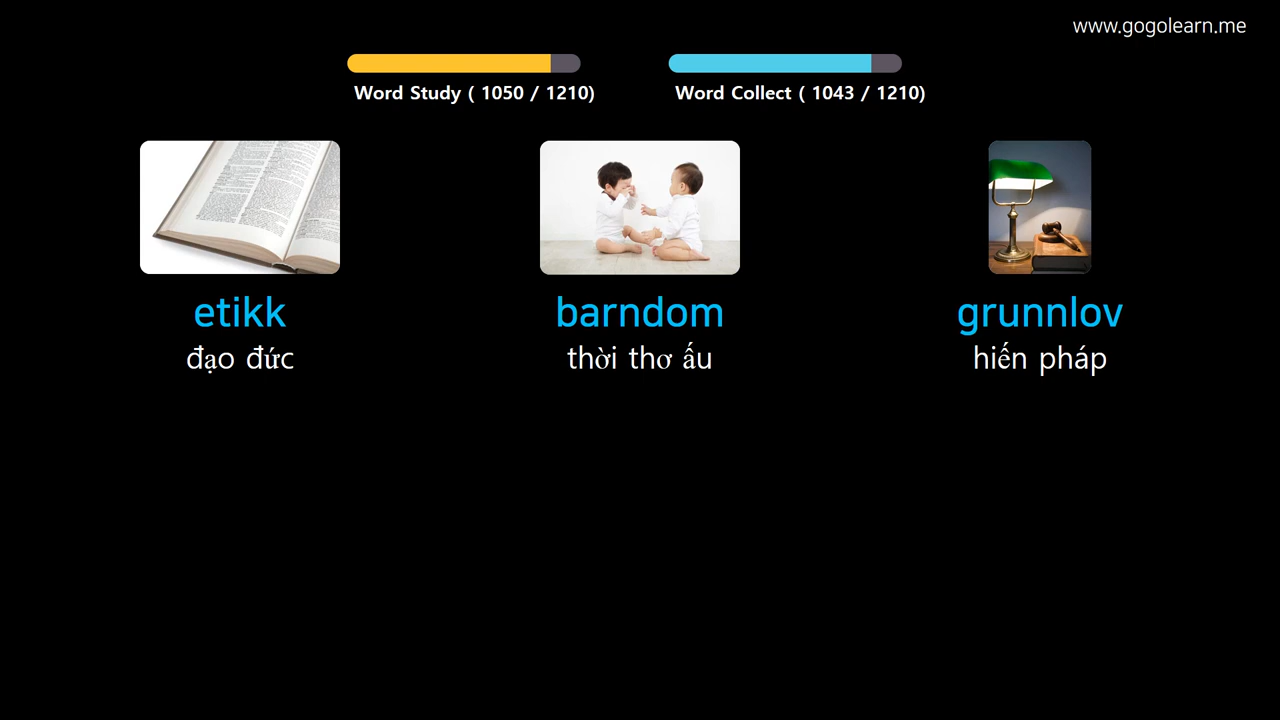 www.gogolearn.me
Word Study ( 1050 / 1210)
Word Collect ( 1043 / 1210)
etikk
barndom
grunnlov
đạo đức
thời thơ ấu
hiến pháp